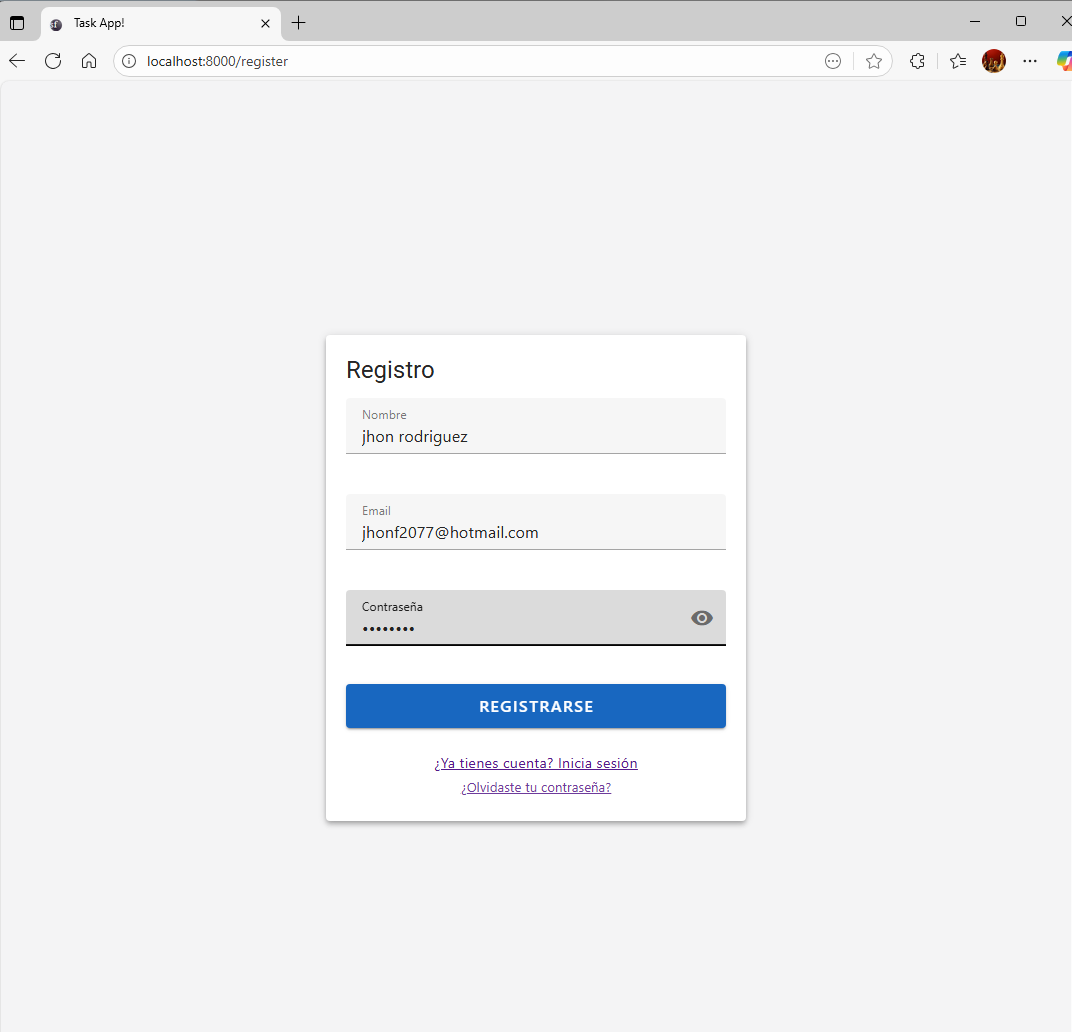 Task App!
localhost:8000/register
Registro
Nombre
jhon rodriguez
Email
jhonf2077@hotmail.com
Contraseña
••••••••
REGISTRARSE
¿Ya tienes cuenta? Inicia sesión
¿Olvidaste tu contraseña?